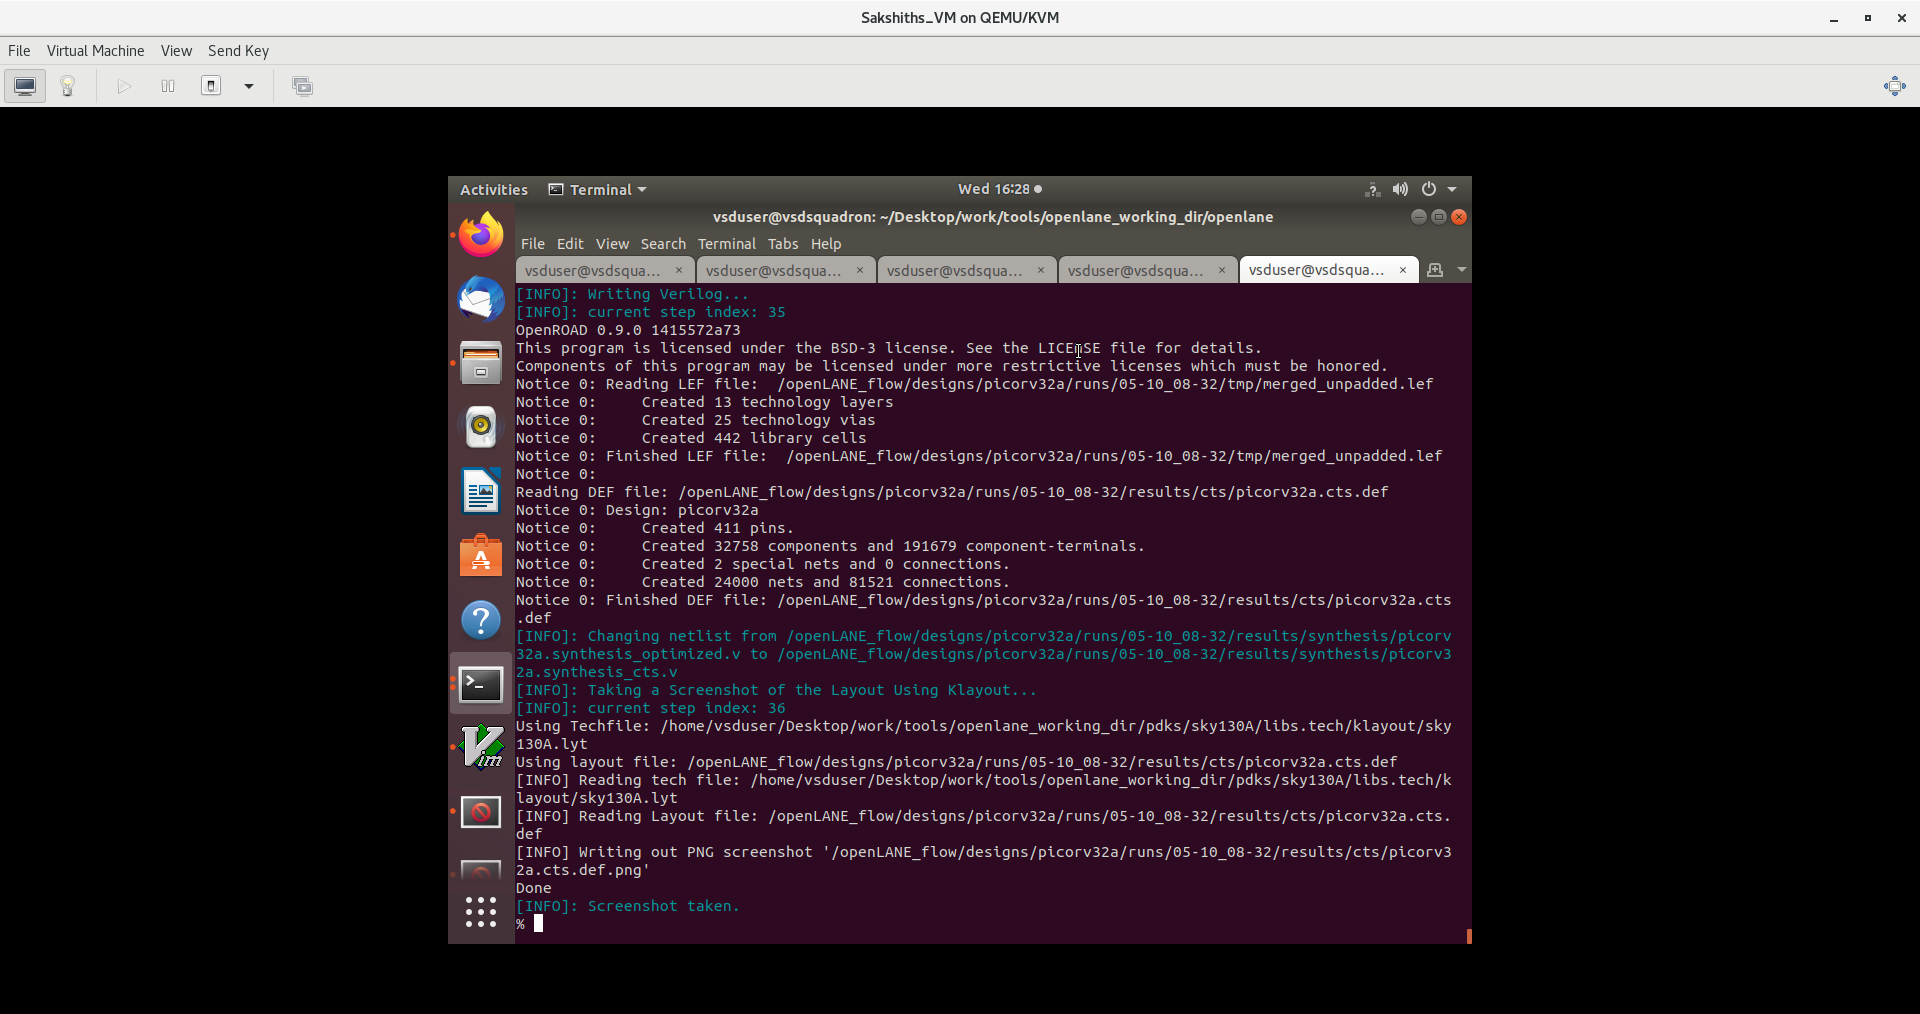 Sakshiths_VM on QEMU/KVM
File Virtual Machine View Send Key
Activities Terminal Wed 16:28
vsduser@vsdsquadron: ~/Desktop/work/tools/openlane_working_dir/openlane
File Edit View Search Terminal Tabs Help
vsduser@vsdsqua... × vsduser@vsdsqua... × vsduser@vsdsqua... × vsduser@vsdsqua... × vsduser@vsdsqua... ×
[INFO]: Writing Verilog...
[INFO]: current step index: 35
OpenROAD 0.9.0 1415572a73
This program is licensed under the BSD-3 license. See the LICENSE file for details.
Components of this program may be licensed under more restrictive licenses which must be honored.
Notice 0: Reading LEF file:  /openLANE_flow/designs/picorv32a/runs/05-10_08-32/tmp/merged_unpadded.lef
Notice 0:     Created 13 technology layers
Notice 0:     Created 25 technology vias
Notice 0:     Created 442 library cells
Notice 0: Finished LEF file:  /openLANE_flow/designs/picorv32a/runs/05-10_08-32/tmp/merged_unpadded.lef
Notice 0:
Reading DEF file: /openLANE_flow/designs/picorv32a/runs/05-10_08-32/results/cts/picorv32a.cts.def
Notice 0: Design: picorv32a
Notice 0:     Created 411 pins.
Notice 0:     Created 32758 components and 191679 component-terminals.
Notice 0:     Created 2 special nets and 0 connections.
Notice 0:     Created 24000 nets and 81521 connections.
Notice 0: Finished DEF file: /openLANE_flow/designs/picorv32a/runs/05-10_08-32/results/cts/picorv32a.cts
.def
[INFO]: Changing netlist from /openLANE_flow/designs/picorv32a/runs/05-10_08-32/results/synthesis/picorv
32a.synthesis_optimized.v to /openLANE_flow/designs/picorv32a/runs/05-10_08-32/results/synthesis/picorv3
2a.synthesis_cts.v
[INFO]: Taking a Screenshot of the Layout Using Klayout...
[INFO]: current step index: 36
Using Techfile: /home/vsduser/Desktop/work/tools/openlane_working_dir/pdks/sky130A/libs.tech/klayout/sky
130A.lyt
Using layout file: /openLANE_flow/designs/picorv32a/runs/05-10_08-32/results/cts/picorv32a.cts.def
[INFO] Reading tech file: /home/vsduser/Desktop/work/tools/openlane_working_dir/pdks/sky130A/libs.tech/k
layout/sky130A.lyt
[INFO] Reading Layout file: /openLANE_flow/designs/picorv32a/runs/05-10_08-32/results/cts/picorv32a.cts.
def
[INFO] Writing out PNG screenshot '/openLANE_flow/designs/picorv32a/runs/05-10_08-32/results/cts/picorv3
2a.cts.def.png'
Done
[INFO]: Screenshot taken.
%